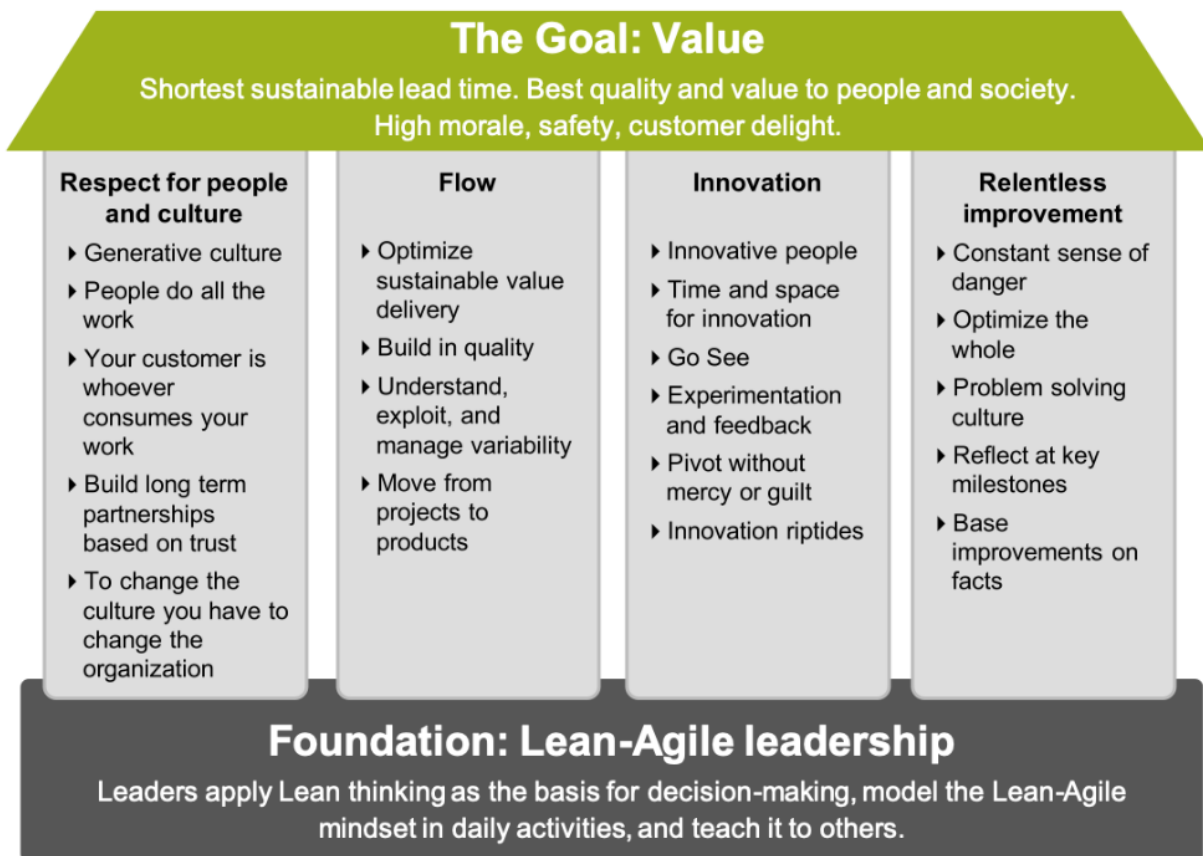 The Goal: Value
Shortest sustainable lead time. Best quality and value to people and society.
High morale, safety, customer delight.
Respect for people
and culture
Generative culture
People do all the
work
Your customer is
whoever
consumes your
work
Build long term
partnerships
based on trust
To change the
culture you have to
change the
organization
Flow
Optimize
sustainable value
delivery
Build in quality
Understand,
exploit, and
manage variability
Move from
projects to
products
Innovation
Innovative people
Time and space
for innovation
Go See
Experimentation
and feedback
Pivot without
mercy or guilt
Innovation riptides
Relentless
improvement
Constant sense of
danger
Optimize the
whole
Problem solving
culture
Reflect at key
milestones
Base
improvements on
facts
Foundation: Lean-Agile leadership
Leaders apply Lean thinking as the basis for decision-making, model the Lean-Agile
mindset in daily activities, and teach it to others.